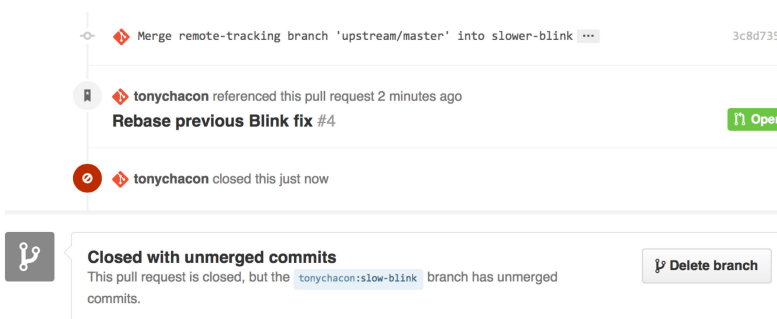 Merge remote-tracking branch 'upstream/master' into slower-blink ... 3c8d735
tonychacon referenced this pull request 2 minutes ago
Rebase previous Blink fix #4
Open
tonychacon closed this just now
Closed with unmerged commits
This pull request is closed, but the tonychacon:slow-blink branch has unmerged
commits.
Delete branch